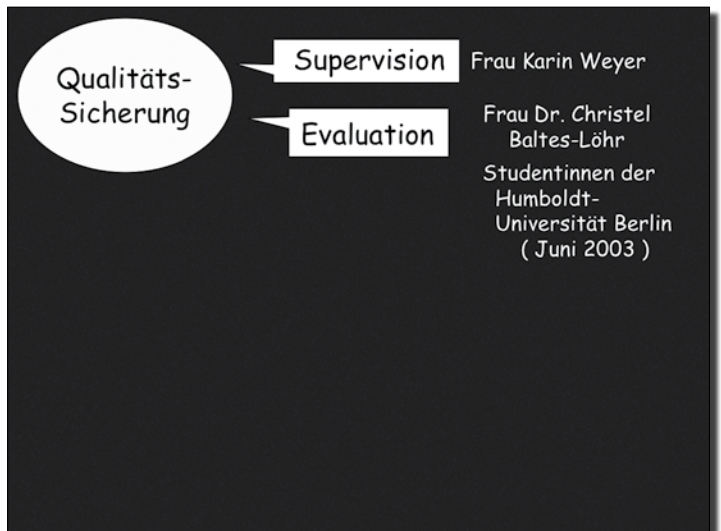 Qualitäts-
Sicherung
Supervision
Frau Karin Weyer
Evaluation
Frau Dr. Christel
Baltes-Löhr
Studentinnen der
Humboldt-
Universität Berlin
( Juni 2003 )